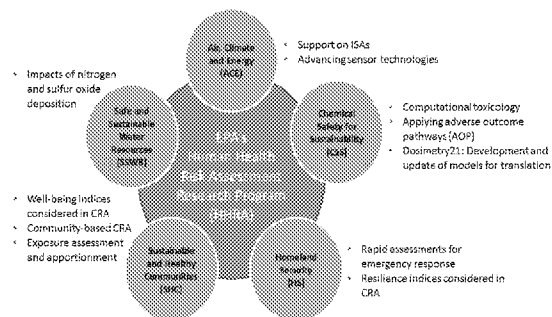 Air, Climate
and Energy
(ACE)
• Support on ISAs
• Advancing sensor technologies
• Impacts of nitrogen
and sulfur oxide
deposition
Safe and
Sustainable
Water
Resources
(SSWR)
Chemical
Safety for
Sustainability
(CSS)
• Computational toxicology
• Applying adverse outcome
pathways (AOP)
• Dosimetry21: Development and
update of models for translation
EPA's
Human Health
Risk Assessment
Research Program
(HHRA)
• Well-being indices
considered in CRA
• Community-based CRA
• Exposure assessment
and apportionment
Sustainable
and Healthy
Communities
(SHC)
Homeland
Security
(HS)
• Rapid assessments for
emergency response
• Resilience indices considered in
CRA